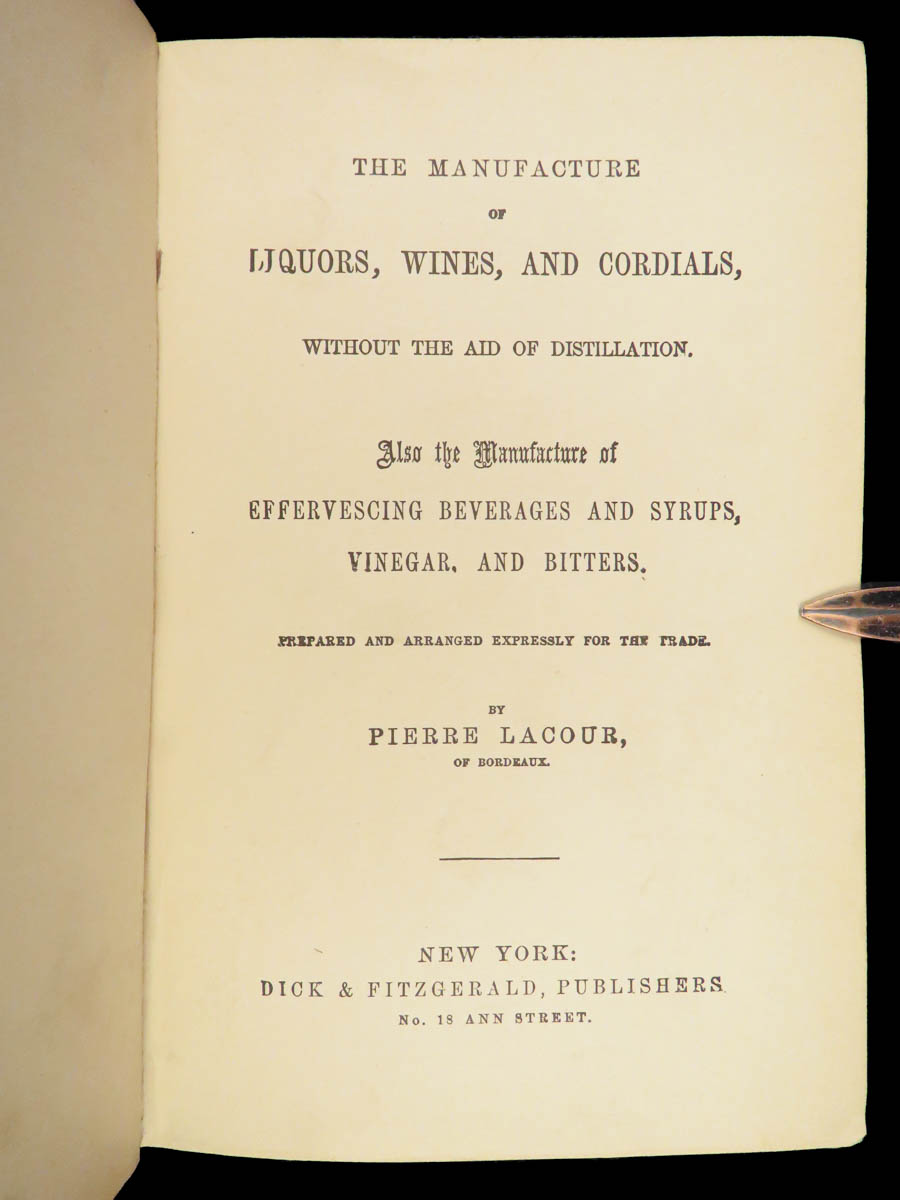 THE MANUFACTURE
OF
LIQUORS, WINES, AND CORDIALS,
WITHOUT THE AID OF DISTILLATION.
Also the Manufacture of
EFFERVESCING BEVERAGES AND SYRUPS,
VINEGAR, AND BITTERS.
PREPARED AND ARRANGED EXPRESSLY FOR THE TRADE.
BY
PIERRE LACOUR,
OF BORDEAUX.
NEW YORK:
DICK & FITZGERALD, PUBLISHERS
No. 18 ANN STREET.